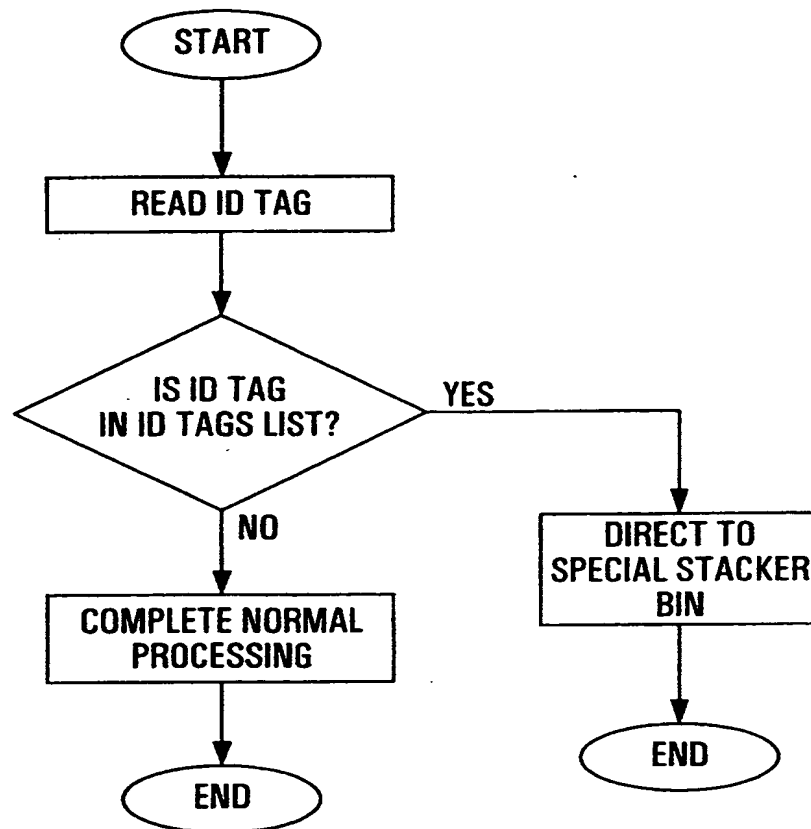 START
READ ID TAG
IS ID TAG
IN ID TAGS LIST?
YES
NO
DIRECT TO
SPECIAL STACKER
BIN
COMPLETE NORMAL
PROCESSING
END
END